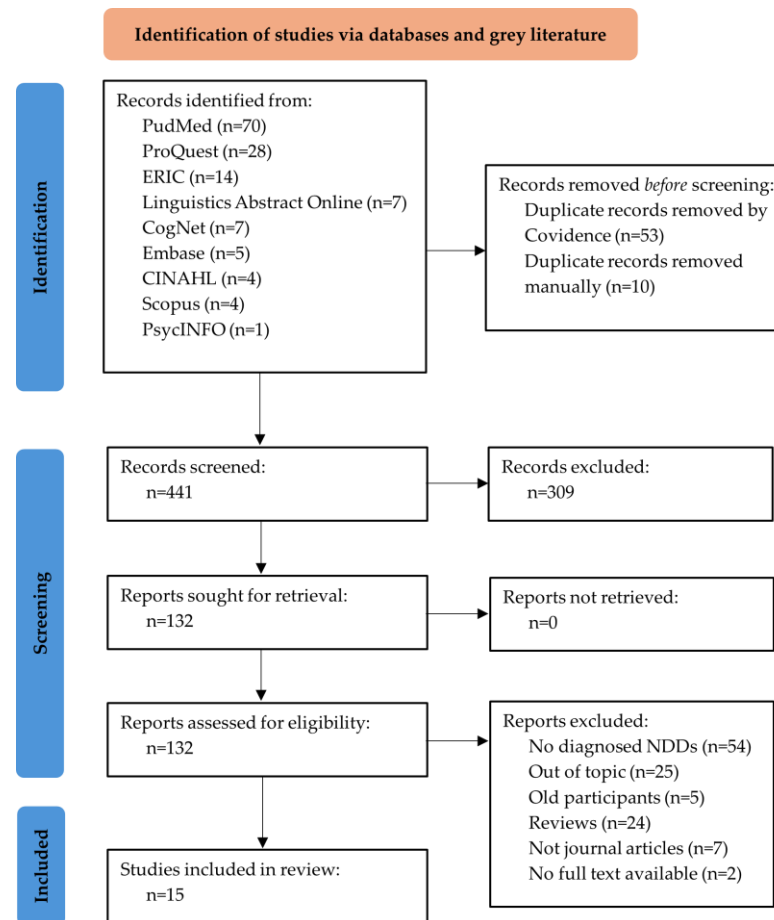 Identification of studies via databases and grey literature
Identification
Records identified from:
PudMed (n=70)
ProQuest (n=28)
ERIC (n=14)
Linguistics Abstract Online (n=7)
CogNet (n=7)
Embase (n=5)
CINAHL (n=4)
Scopus (n=4)
PsycINFO (n=1)
Records removed before screening:
Duplicate records removed by
Covidence (n=53)
Duplicate records removed
manually (n=10)
Screening
Records screened:
n=441
Records excluded:
n=309
Reports sought for retrieval:
n=132
Reports not retrieved:
n=0
Reports assessed for eligibility:
n=132
Reports excluded:
No diagnosed NDDs (n=54)
Out of topic (n=25)
Old participants (n=5)
Reviews (n=24)
Not journal articles (n=7)
No full text available (n=2)
Included
Studies included in review:
n=15